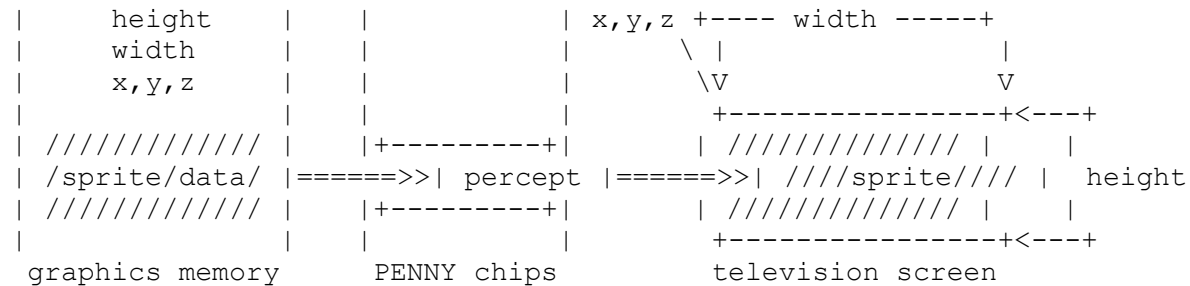 |      height      |   |            | x,y,z +---- width -----+
|      width       |   |            |       \ |                 |
|      x,y,z       |   |            |        \V                 V
|                  |   |            |         +----------------+<---+
| ///////////// |    |+---------+|        | ////////////// |    |
| /sprite/data/ |======>>| percept |======>>| ////sprite//// |  height
| ///////////// |    |+---------+|        | ////////////// |    |
|                  |   |            |         +----------------+<---+
graphics memory      PENNY chips         television screen